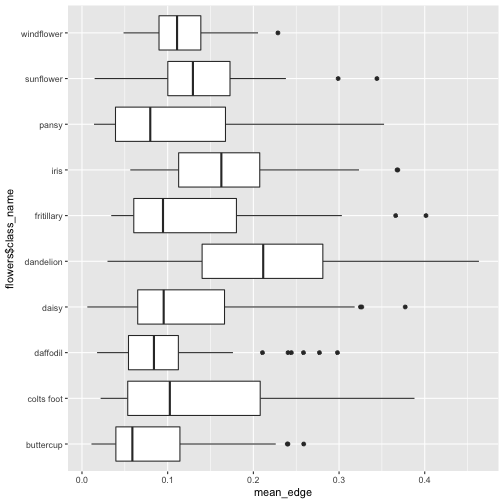 windflower
sunflower
pansy
iris
fritillary
dandelion
daisy
daffodil
colts foot
buttercup
flowers$class_name
0.0 0.1 0.2 0.3 0.4
mean_edge